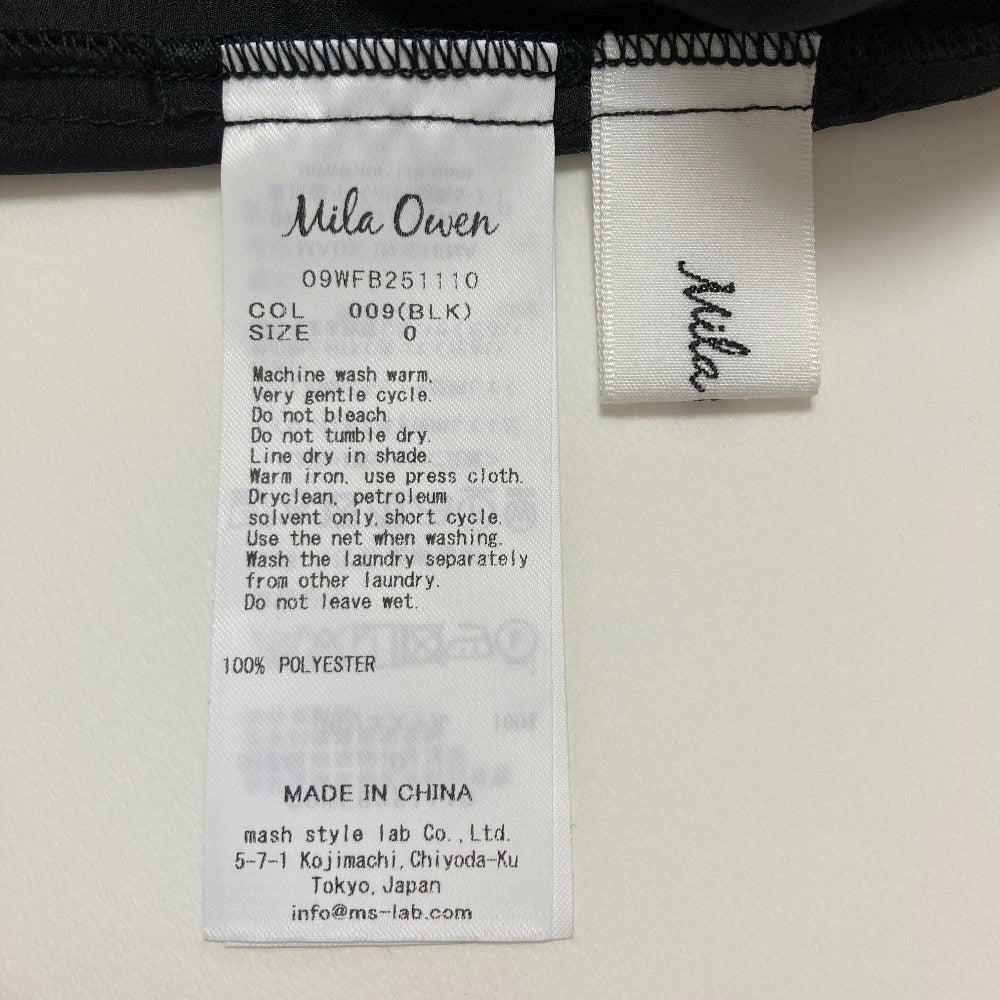 Mila Owen
09WFB251110
COL 009(BLK)
SIZE 0
Machine wash warm.
Very gentle cycle.
Do not bleach.
Do not tumble dry.
Line dry in shade.
Warm iron, use press cloth.
Dryclean, petroleum
solvent only, short cycle.
Use the net when washing.
Wash the laundry separately
from other laundry.
Do not leave wet.
100% POLYESTER
MADE IN CHINA
mash style lab Co.,Ltd.
5-7-1 Kojimachi,Chiyoda-Ku
Tokyo,Japan
info@ms-lab.com
Mila